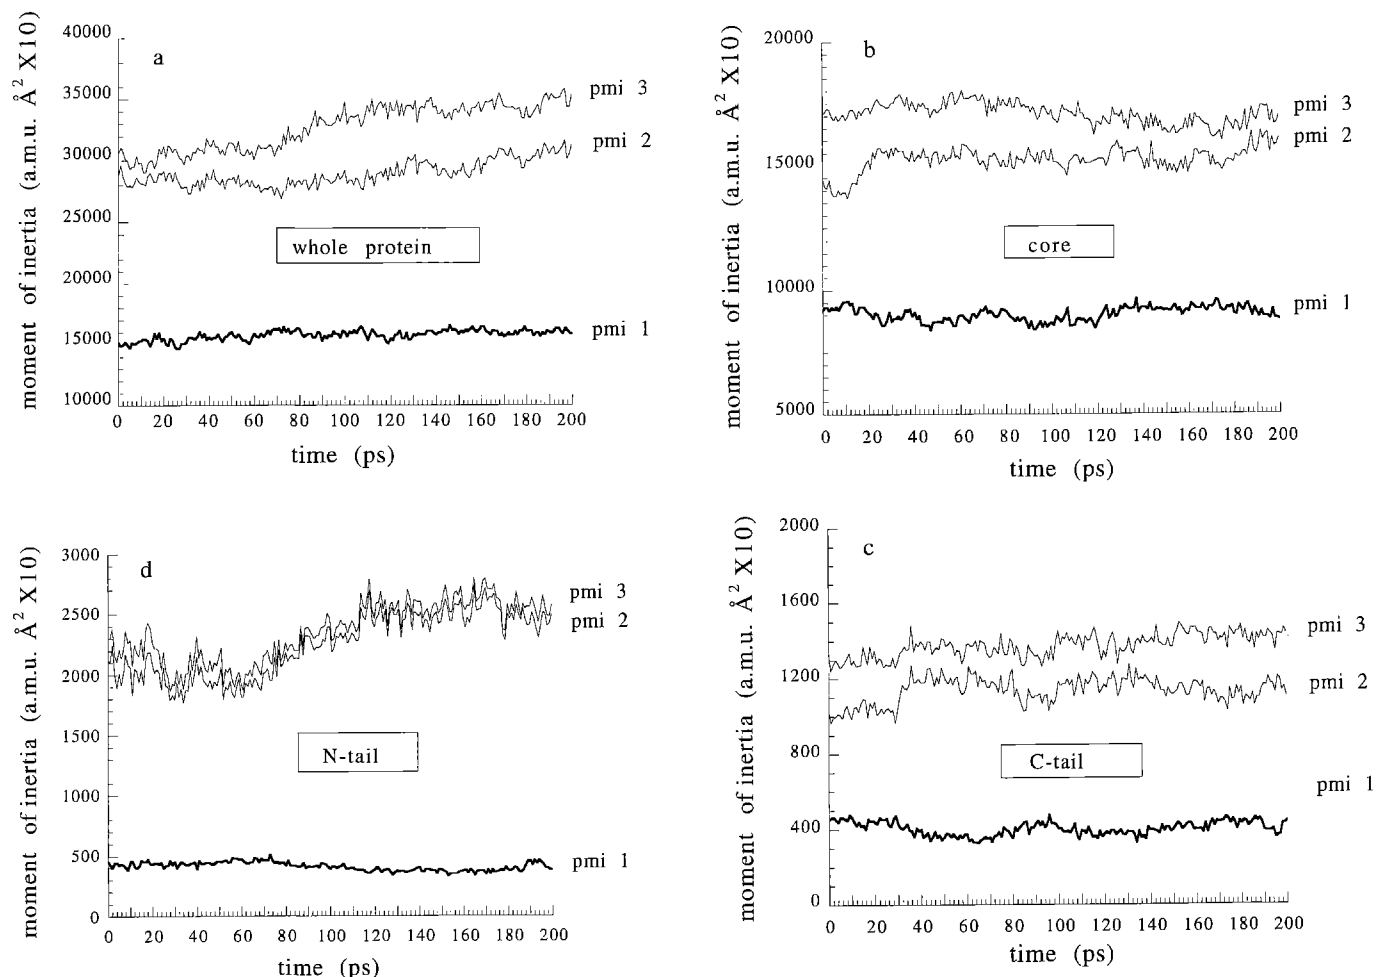 a
moment of inertia (a.m.u. Å² X10)
40000
35000
30000
25000
20000
15000
10000
pmi 3
pmi 2
whole protein
pmi 1
0 20 40 60 80 100 120 140 160 180 200
time (ps)
b
moment of inertia (a.m.u. Å² X10)
20000
15000
10000
5000
pmi 3
pmi 2
core
pmi 1
0 20 40 60 80 100 120 140 160 180 200
time (ps)
d
moment of inertia (a.m.u. Å² X10)
3000
2500
2000
1500
1000
500
0
pmi 3
pmi 2
N-tail
pmi 1
0 20 40 60 80 100 120 140 160 180 200
time (ps)
c
moment of inertia (a.m.u. Å² X10)
2000
1600
1200
800
400
0
pmi 3
pmi 2
C-tail
pmi 1
0 20 40 60 80 100 120 140 160 180 200
time (ps)